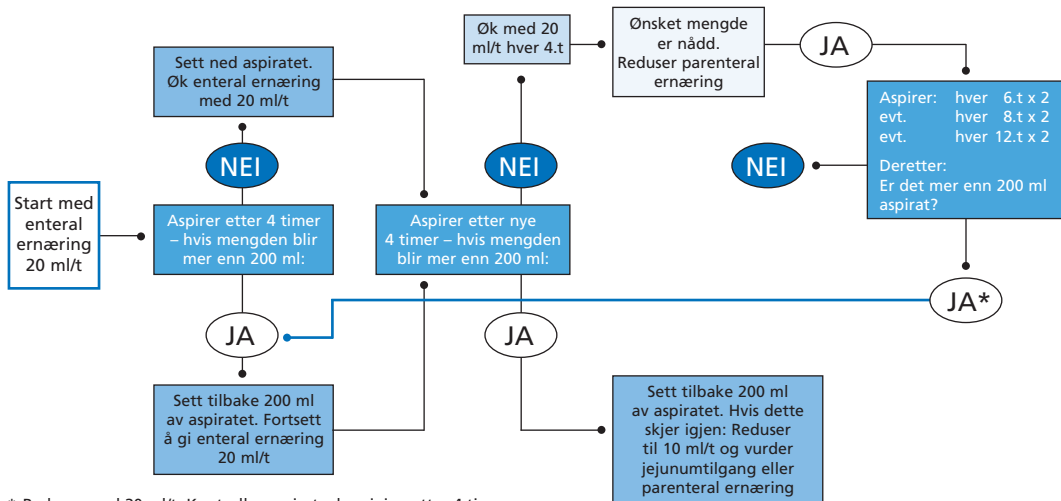 Start med
enteral
ernæring
20 ml/t
Sett ned aspiratet.
Øk enteral ernæring
med 20 ml/t
NEI
Aspirer etter 4 timer
– hvis mengden blir
mer enn 200 ml:
JA
Sett tilbake 200 ml
av aspiratet. Fortsett
å gi enteral ernæring
20 ml/t
Øk med 20
ml/t hver 4.t
NEI
Aspirer etter nye
4 timer – hvis mengden
blir mer enn 200 ml:
JA
Sett tilbake 200 ml
av aspiratet. Hvis dette
skjer igjen: Reduser
til 10 ml/t og vurder
jejunumtilgang eller
parenteral ernæring
Ønsket mengde
er nådd.
Reduser parenteral
ernæring
JA
Aspirer: hver 6.t x 2
evt. hver 8.t x 2
evt. hver 12.t x 2
Deretter:
Er det mer enn 200 ml
aspirat?
NEI
JA*